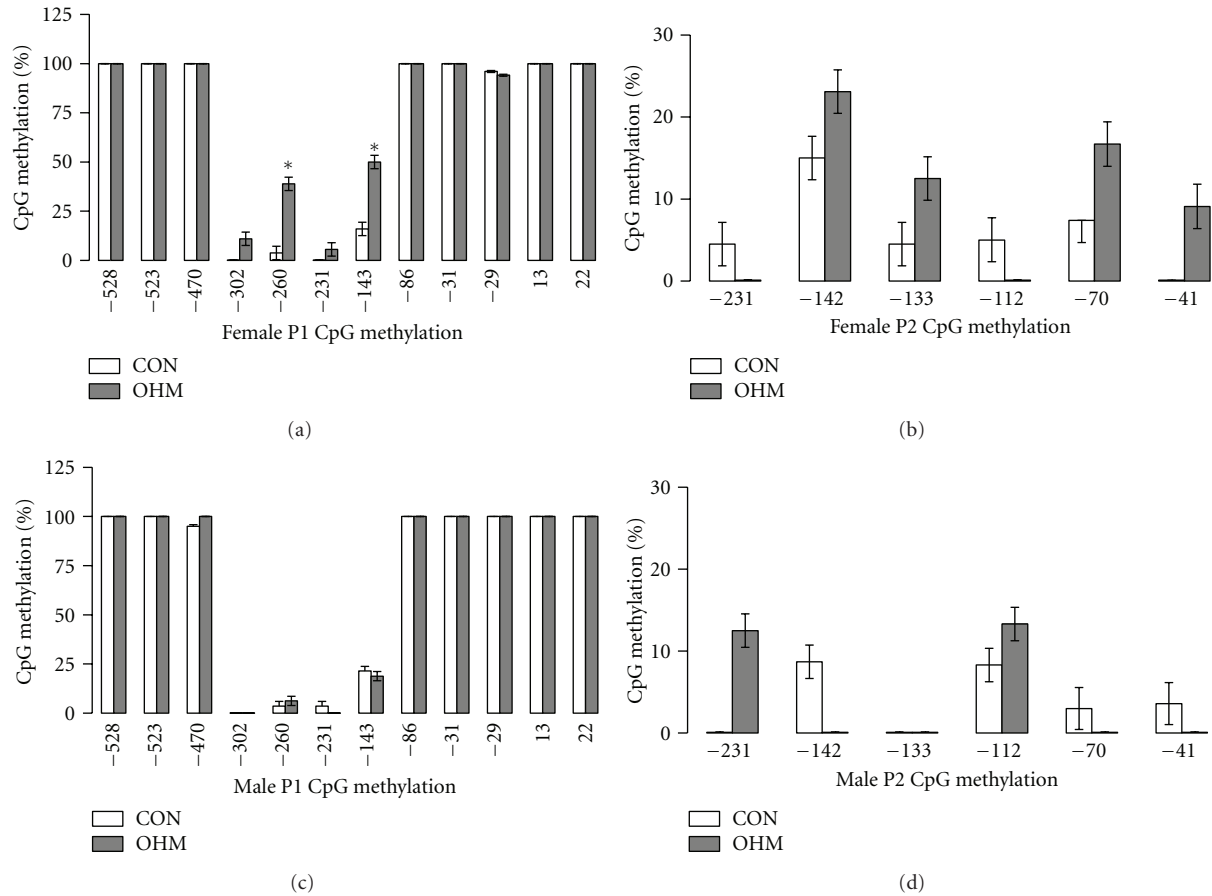 CpG methylation (%)
125
100
75
50
25
0
*
*
−528
−523
−470
−302
−260
−231
−143
−86
−31
−29
13
22
Female P1 CpG methylation
CON
OHM
(a)
CpG methylation (%)
30
20
10
0
−231
−142
−133
−112
−70
−41
Female P2 CpG methylation
CON
OHM
(b)
CpG methylation (%)
125
100
75
50
25
0
−528
−523
−470
−302
−260
−231
−143
−86
−31
−29
13
22
Male P1 CpG methylation
CON
OHM
(c)
CpG methylation (%)
30
20
10
0
−231
−142
−133
−112
−70
−41
Male P2 CpG methylation
CON
OHM
(d)